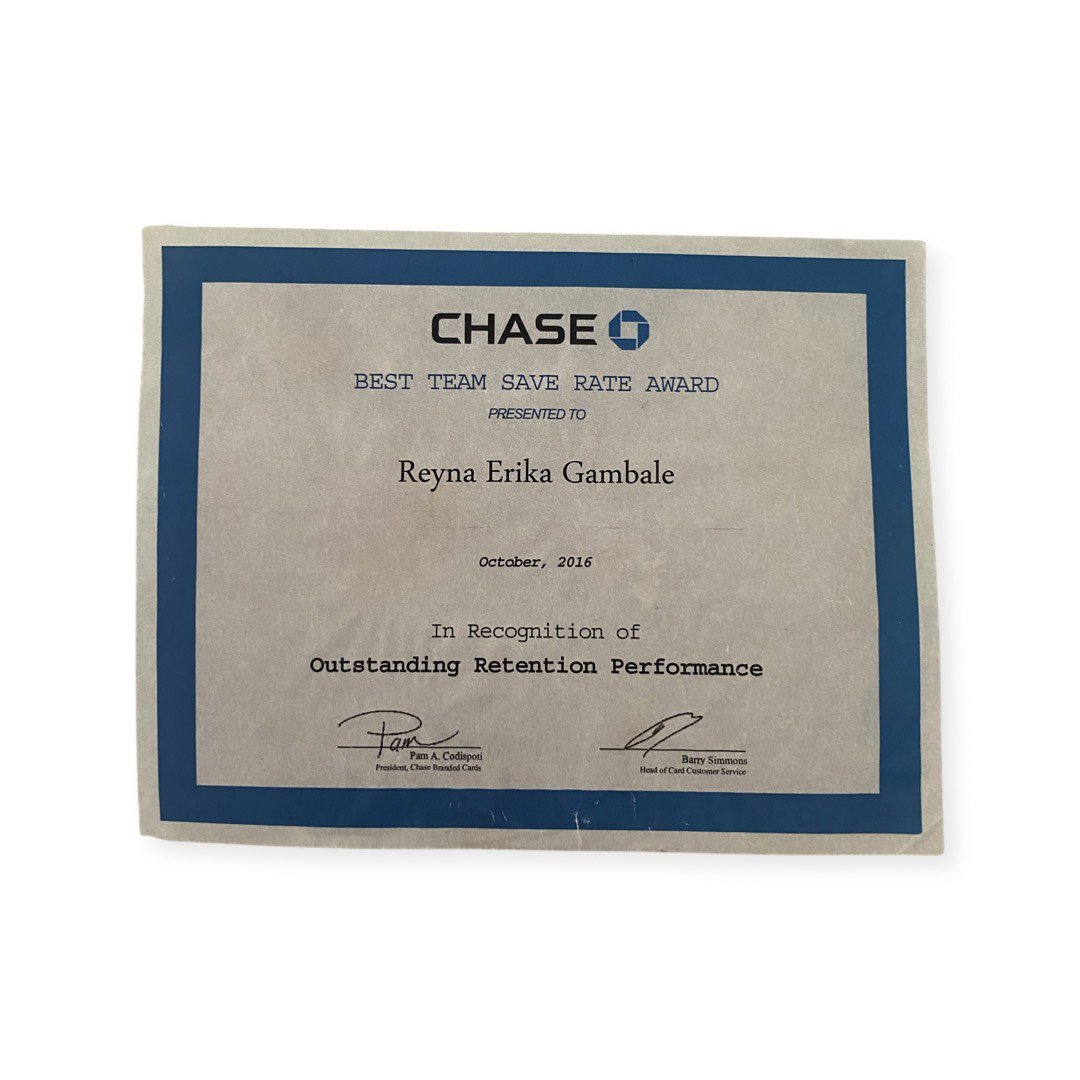 CHASE
BEST TEAM SAVE RATE AWARD
PRESENTED TO
Reyna Erika Gambale
October, 2016
In Recognition of
Outstanding Retention Performance
Pam
Pam A. Codispoti
President, Chase Branded Cards
Barry Simmons
Head of Card Customer Service